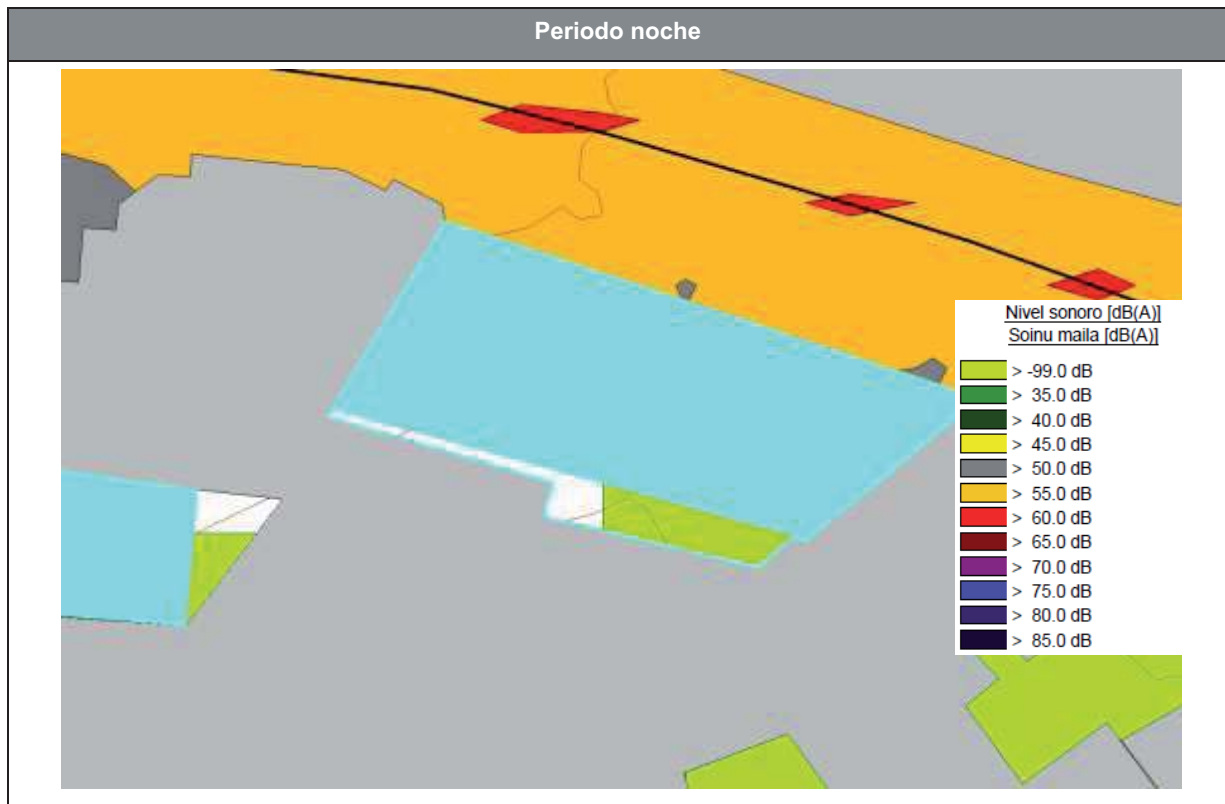 Periodo noche
Nivel sonoro [dB(A)]
Soinu maila [dB(A)]
> -99.0 dB
> 35.0 dB
> 40.0 dB
> 45.0 dB
> 50.0 dB
> 55.0 dB
> 60.0 dB
> 65.0 dB
> 70.0 dB
> 75.0 dB
> 80.0 dB
> 85.0 dB